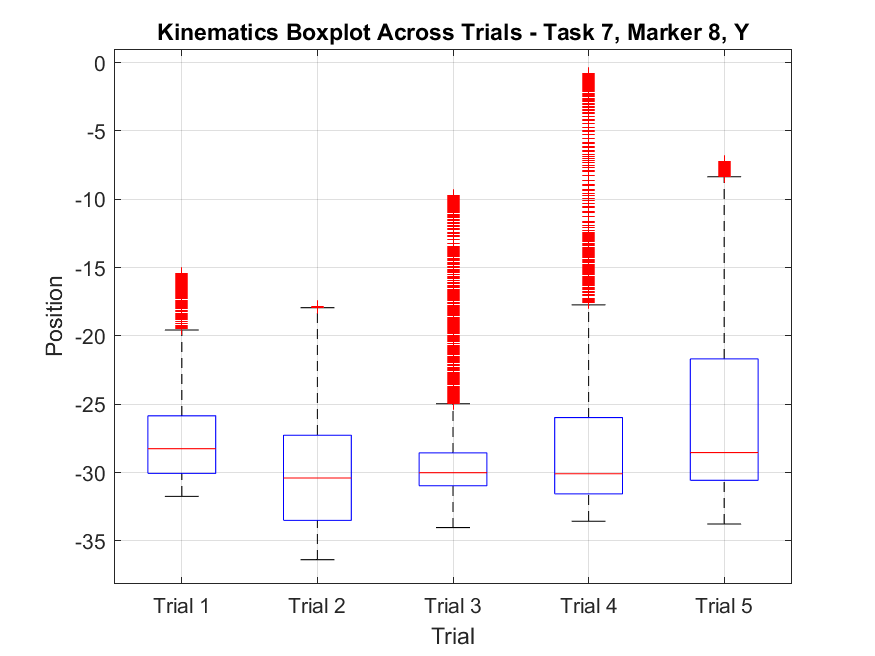 Kinematics Boxplot Across Trials - Task 7, Marker 8, Y
0
-5
-10
-15
-20
-25
-30
-35
Position
Trial 1 Trial 2 Trial 3 Trial 4 Trial 5
Trial